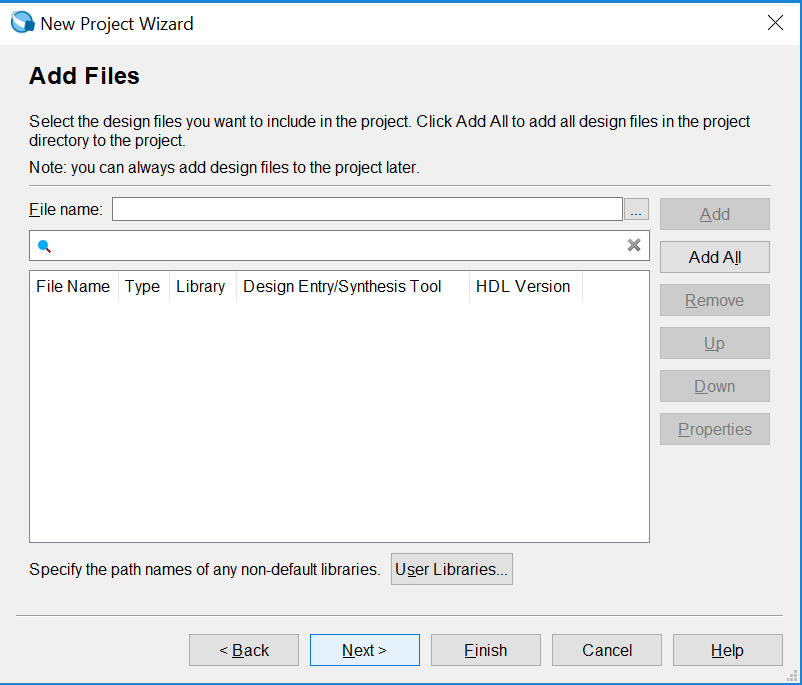 New Project Wizard
Add Files
Select the design files you want to include in the project. Click Add All to add all design files in the project
directory to the project.
Note: you can always add design files to the project later.
File name: ... Add
Add All
File Name Type Library Design Entry/Synthesis Tool HDL Version
Remove
Up
Down
Properties
Specify the path names of any non-default libraries. User Libraries...
< Back Next > Finish Cancel Help